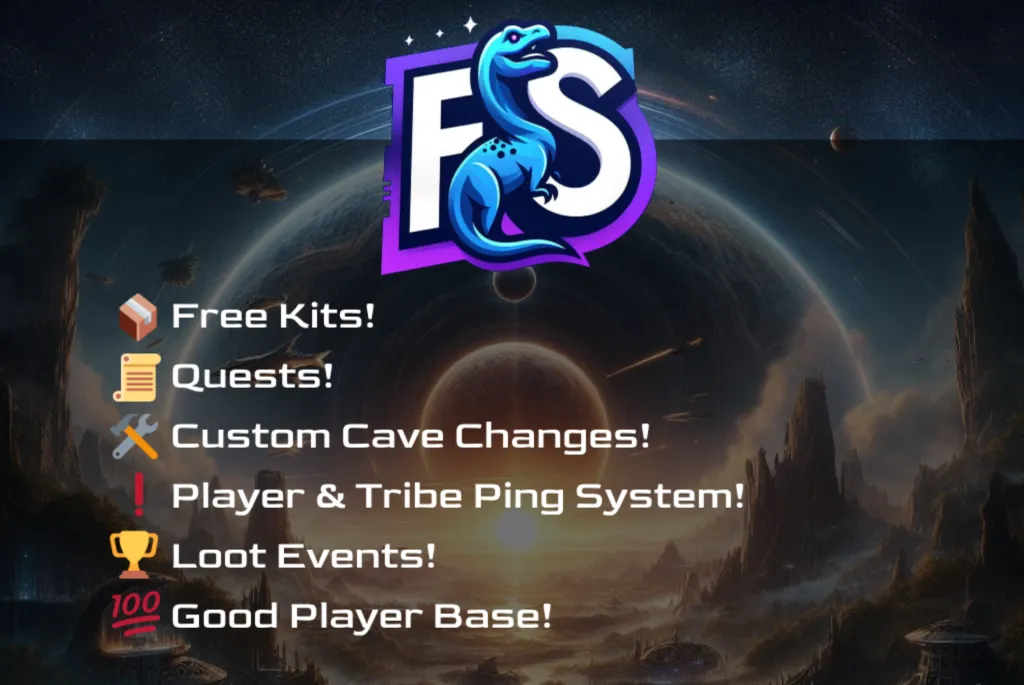 FS
📦 Free Kits!
📜 Quests!
🛠️ Custom Cave Changes!
❗ Player & Tribe Ping System!
🏆 Loot Events!
💯 Good Player Base!